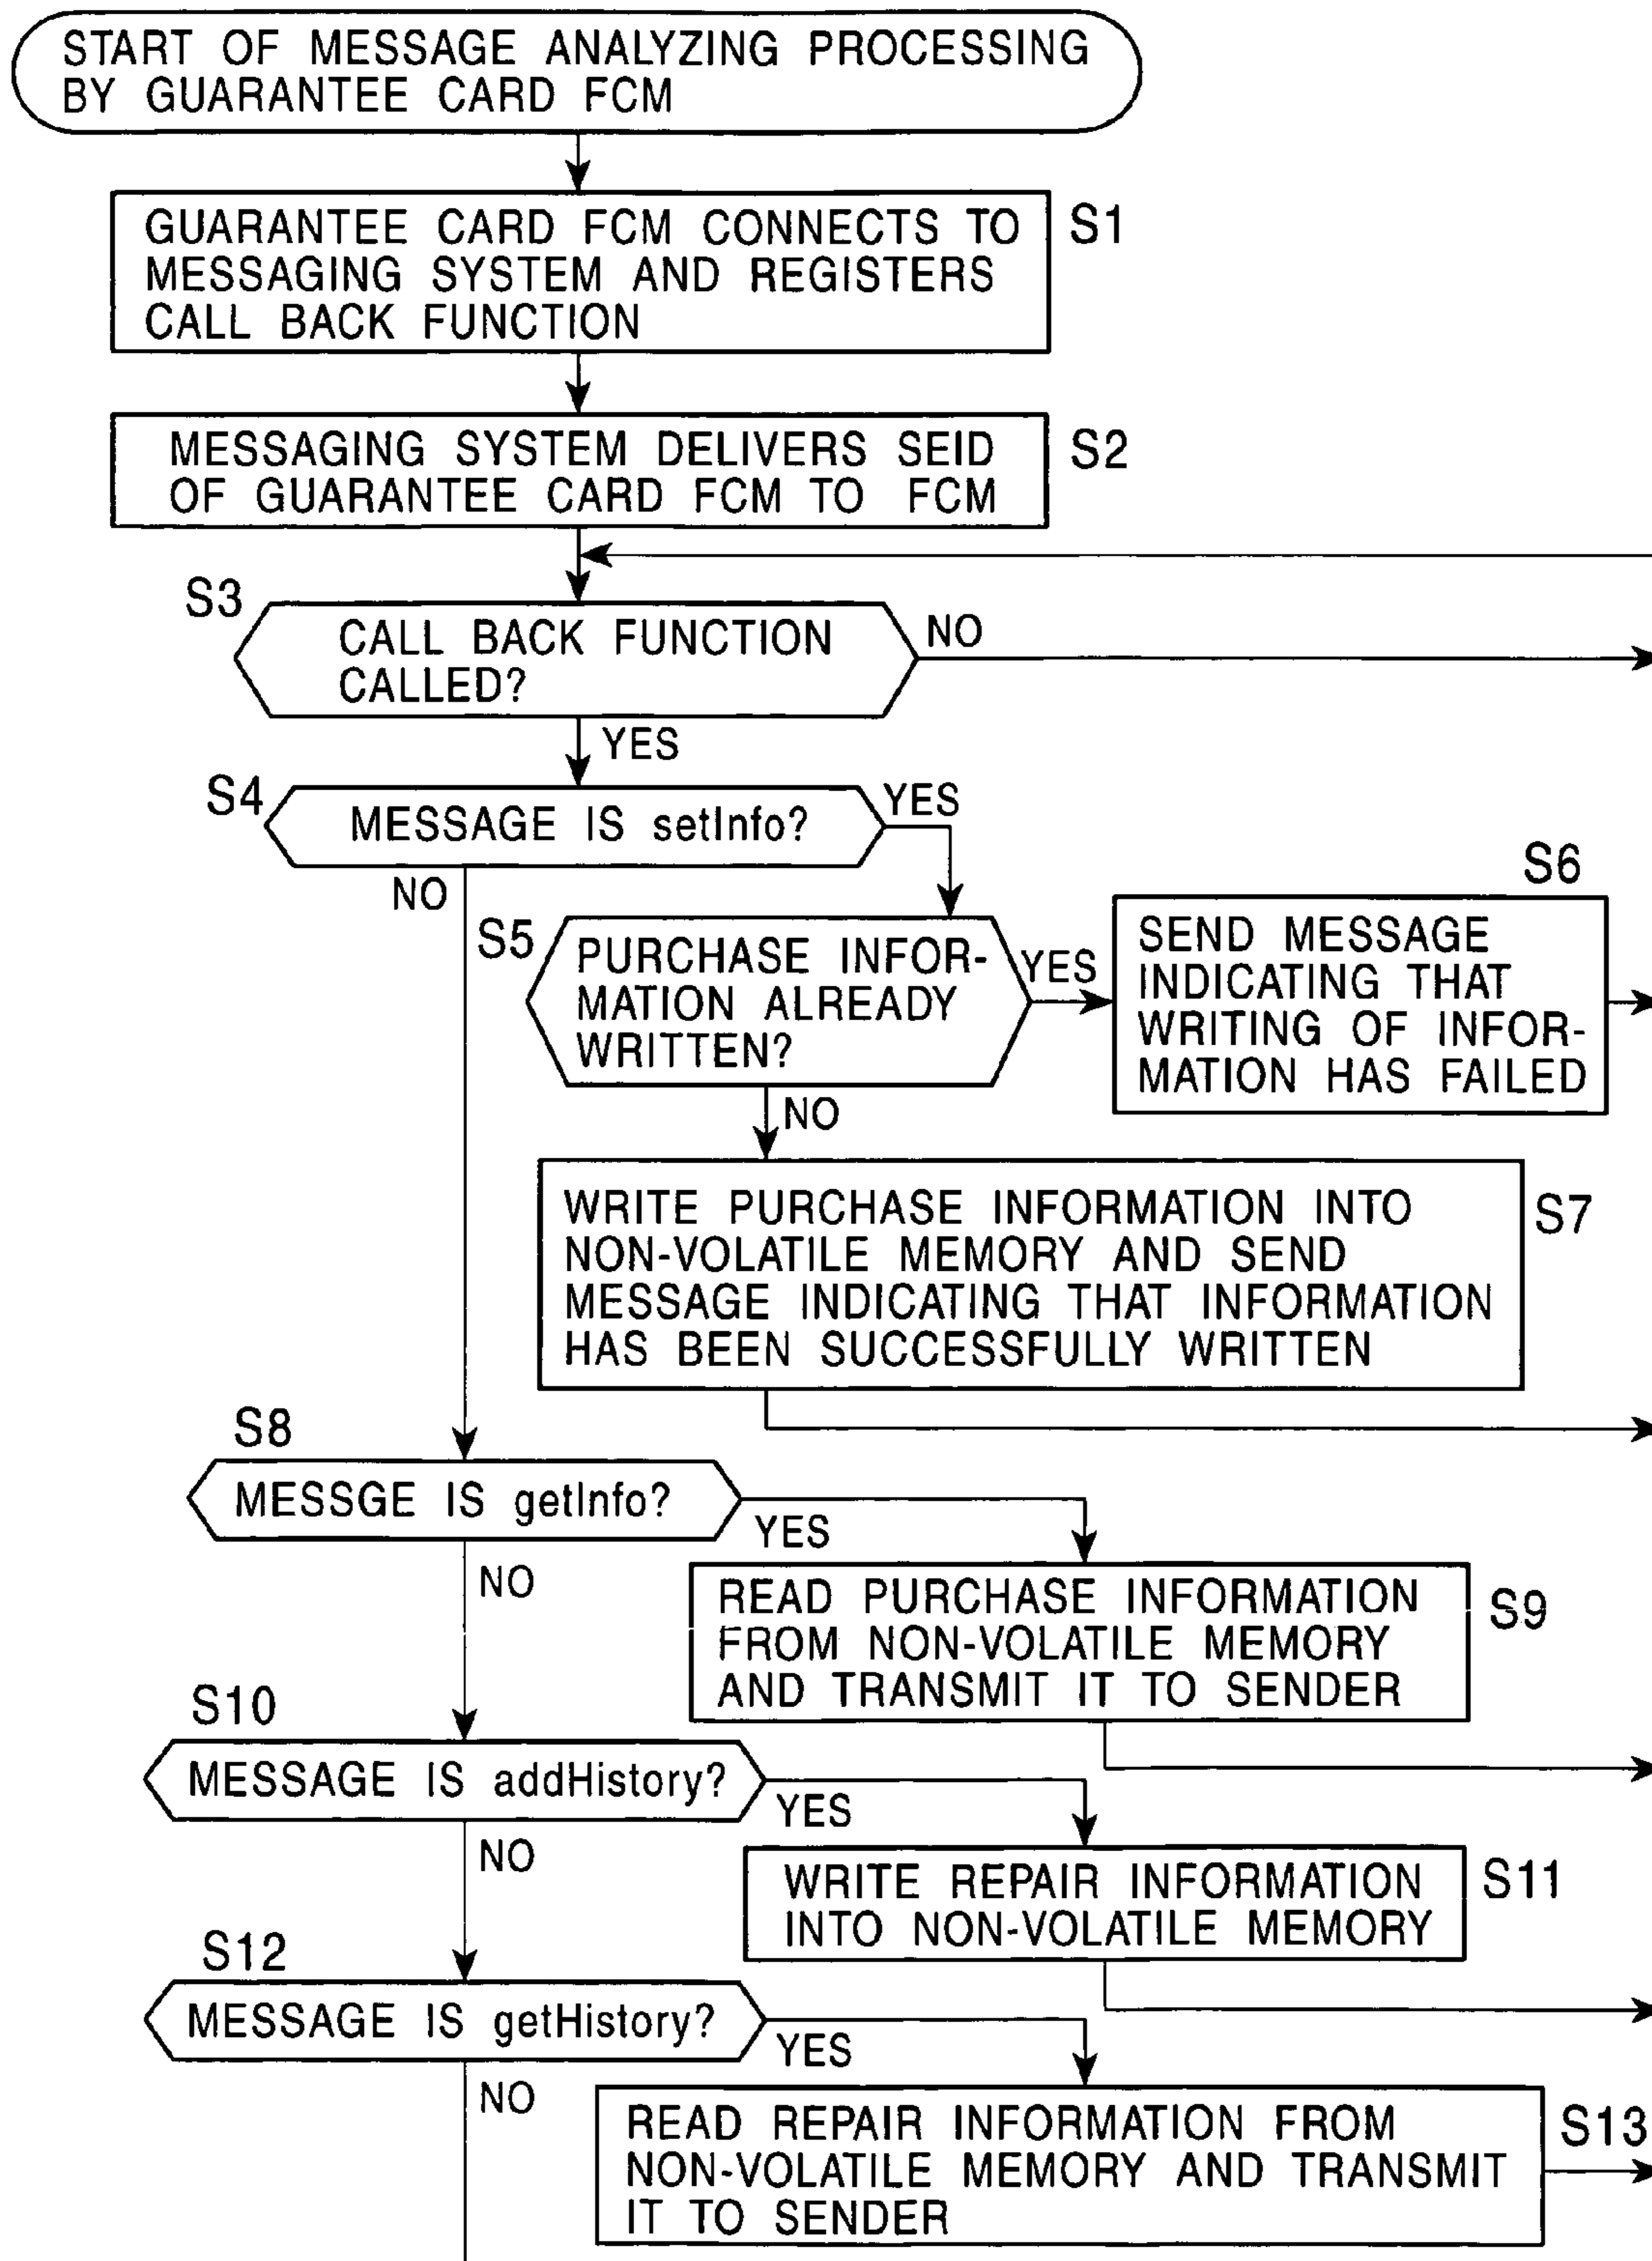 START OF MESSAGE ANALYZING PROCESSING
BY GUARANTEE CARD FCM
GUARANTEE CARD FCM CONNECTS TO
MESSAGING SYSTEM AND REGISTERS
CALL BACK FUNCTION
S1
MESSAGING SYSTEM DELIVERS SEID
OF GUARANTEE CARD FCM TO FCM
S2
S3
CALL BACK FUNCTION
CALLED?
NO
YES
S4
MESSAGE IS setInfo?
YES
NO
S5
PURCHASE INFOR-
MATION ALREADY
WRITTEN?
YES
S6
SEND MESSAGE
INDICATING THAT
WRITING OF INFOR-
MATION HAS FAILED
NO
WRITE PURCHASE INFORMATION INTO
NON-VOLATILE MEMORY AND SEND
MESSAGE INDICATING THAT INFORMATION
HAS BEEN SUCCESSFULLY WRITTEN
S7
S8
MESSGE IS getInfo?
YES
NO
READ PURCHASE INFORMATION
FROM NON-VOLATILE MEMORY
AND TRANSMIT IT TO SENDER
S9
S10
MESSAGE IS addHistory?
YES
NO
WRITE REPAIR INFORMATION
INTO NON-VOLATILE MEMORY
S11
S12
MESSAGE IS getHistory?
YES
NO
READ REPAIR INFORMATION FROM
NON-VOLATILE MEMORY AND TRANSMIT
IT TO SENDER
S13